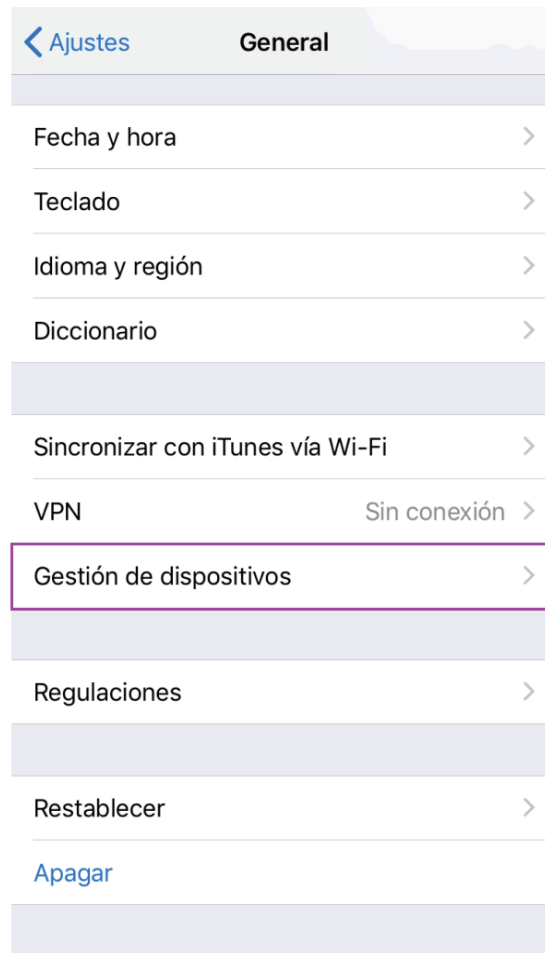 Ajustes General
Fecha y hora
Teclado
Idioma y región
Diccionario
Sincronizar con iTunes vía Wi-Fi
VPN Sin conexión
Gestión de dispositivos
Regulaciones
Restablecer
Apagar